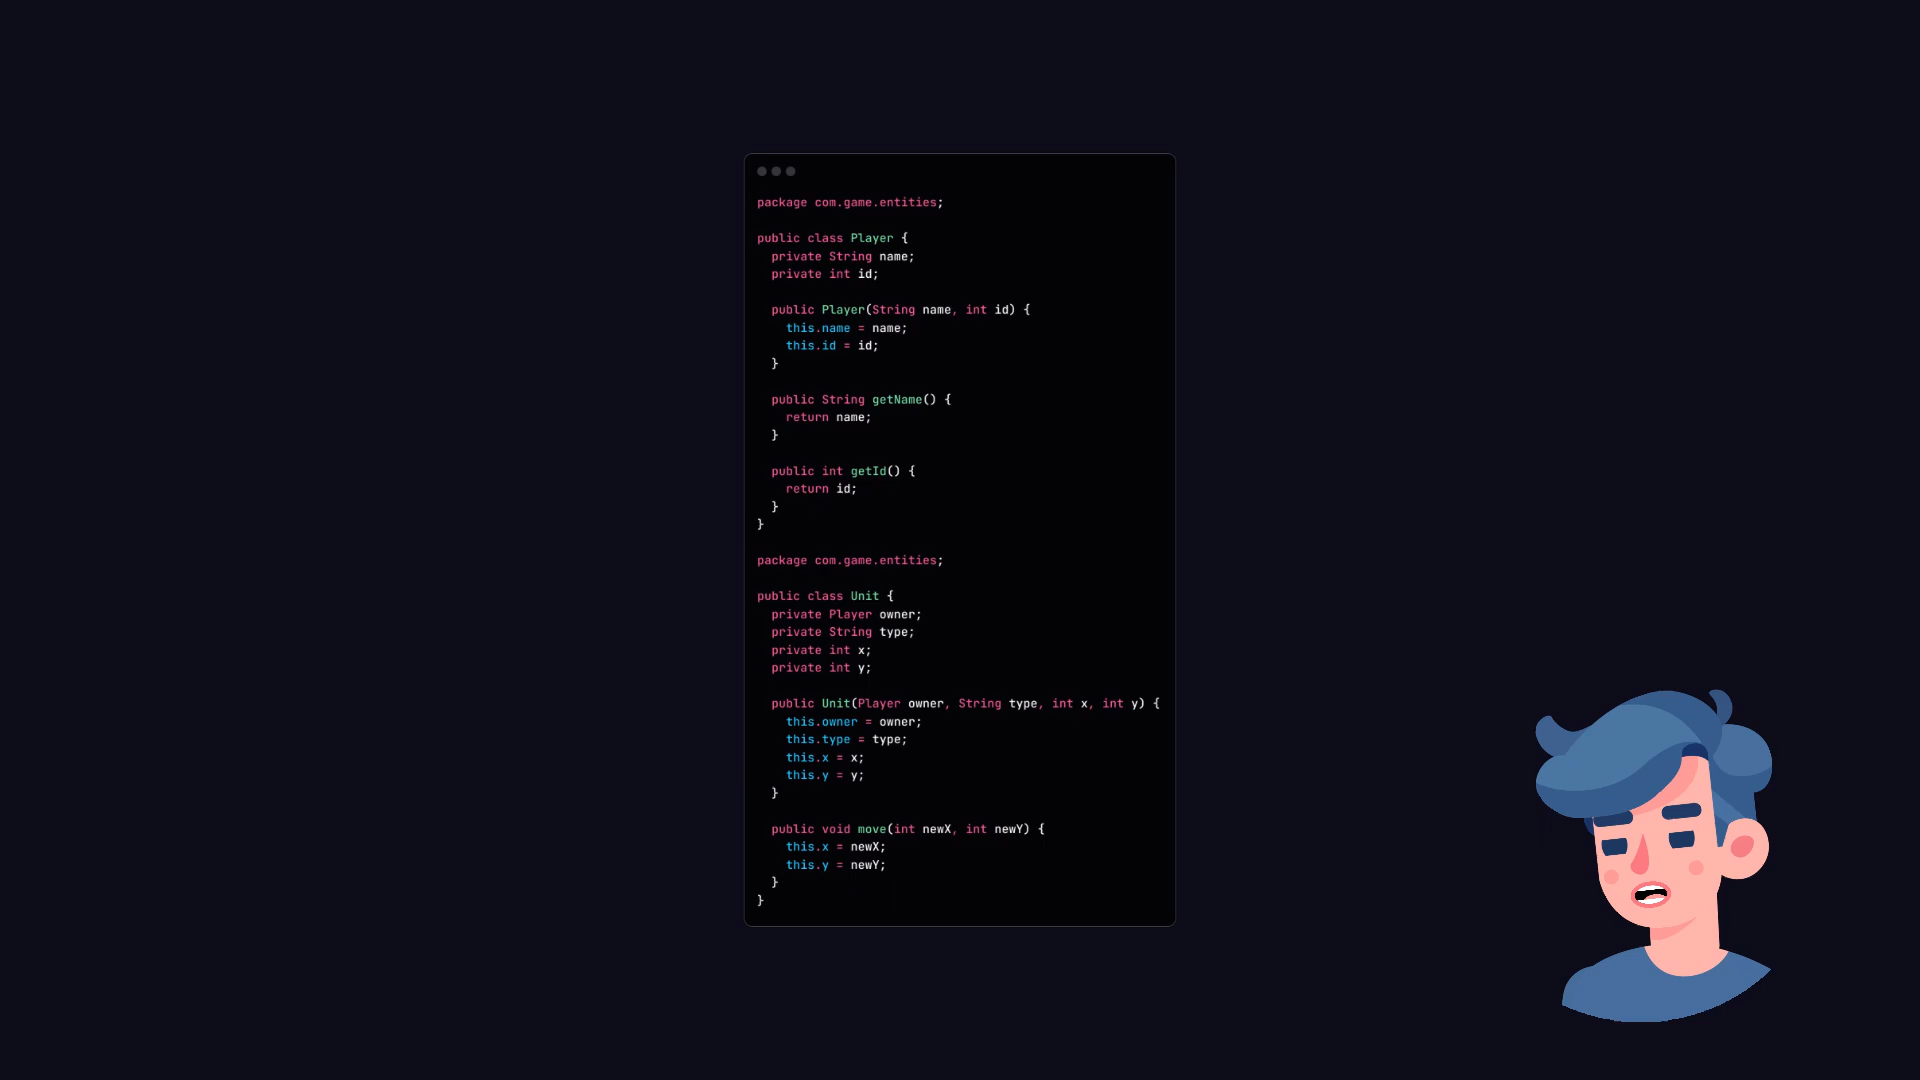 package com.game.entities;
public class Player {
private String name;
private int id;
public Player(String name, int id) {
this.name = name;
this.id = id;
}
public String getName() {
return name;
}
public int getId() {
return id;
}
}
package com.game.entities;
public class Unit {
private Player owner;
private String type;
private int x;
private int y;
public Unit(Player owner, String type, int x, int y) {
this.owner = owner;
this.type = type;
this.x = x;
this.y = y;
}
public void move(int newX, int newY) {
this.x = newX;
this.y = newY;
}
}